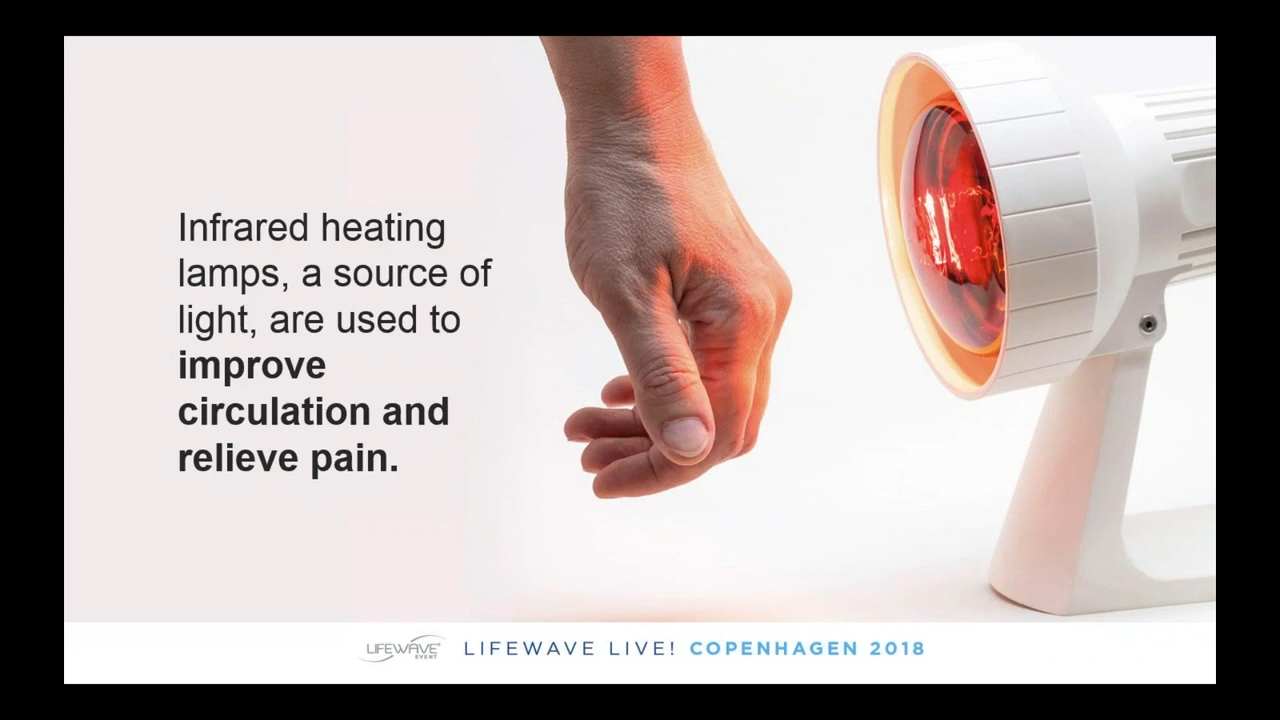 Infrared heating
lamps, a source of
light, are used to
improve
circulation and
relieve pain.
LIFEWAVE
EVENT
LIFEWAVE LIVE! COPENHAGEN 2018